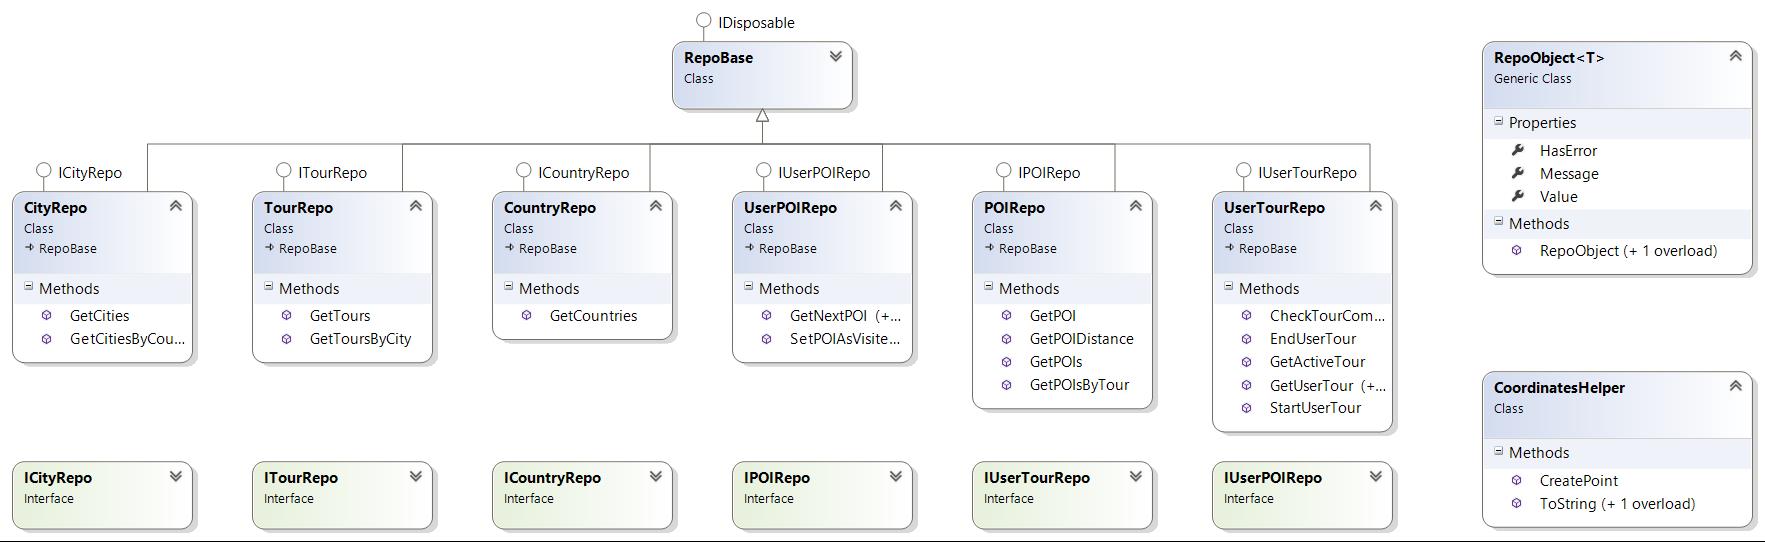 IDisposable
RepoBase
Class
RepoObject<T>
Generic Class
Properties
HasError
Message
Value
Methods
RepoObject (+ 1 overload)
ICityRepo
CityRepo
Class
RepoBase
Methods
GetCities
GetCitiesByCou...
ITourRepo
TourRepo
Class
RepoBase
Methods
GetTours
GetToursByCity
ICountryRepo
CountryRepo
Class
RepoBase
Methods
GetCountries
IUserPOIRepo
UserPOIRepo
Class
RepoBase
Methods
GetNextPOI (+...
SetPOIAsVisite...
IPOIRepo
POIRepo
Class
RepoBase
Methods
GetPOI
GetPOIDistance
GetPOIs
GetPOIsByTour
IUserTourRepo
UserTourRepo
Class
RepoBase
Methods
CheckTourCom...
EndUserTour
GetActiveTour
GetUserTour (+...
StartUserTour
CoordinatesHelper
Class
Methods
CreatePoint
ToString (+ 1 overload)
ICityRepo
Interface
ITourRepo
Interface
ICountryRepo
Interface
IPOIRepo
Interface
IUserTourRepo
Interface
IUserPOIRepo
Interface